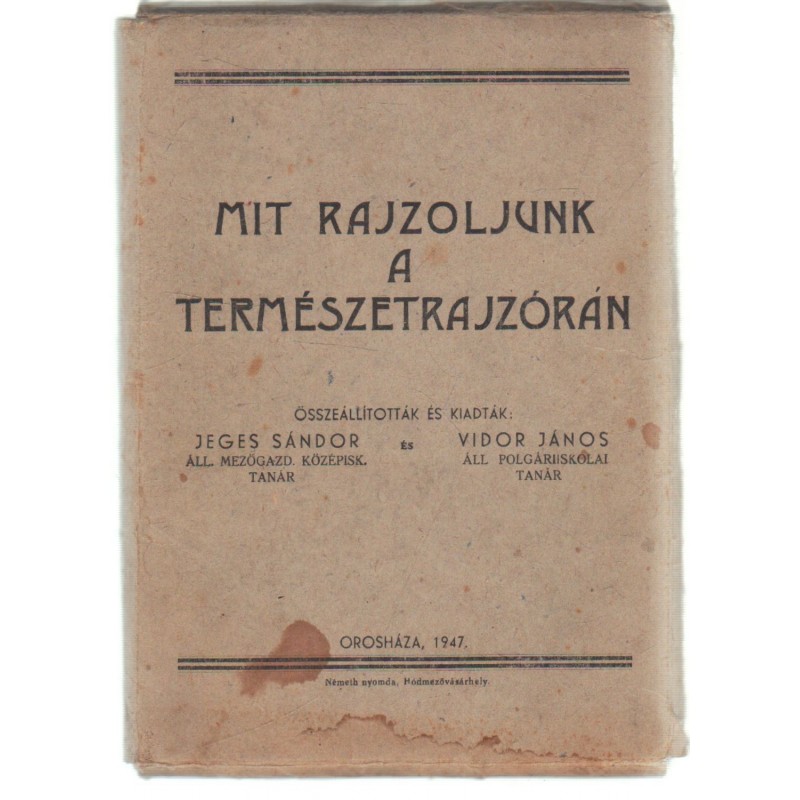 MIT RAJZOLJUNK
A
TERMÉSZETRAJZÓRÁN
ÖSSZEÁLLÍTOTTÁK ÉS KIADTÁK:
JEGES SÁNDOR ÉS VIDOR JÁNOS
ÁLL. MEZŐGAZD. KÖZÉPISK. ÁLL POLGÁRIISKOLAI
TANÁR TANÁR
OROSHÁZA, 1947.
Németh nyomda, Hódmezővásárhely.